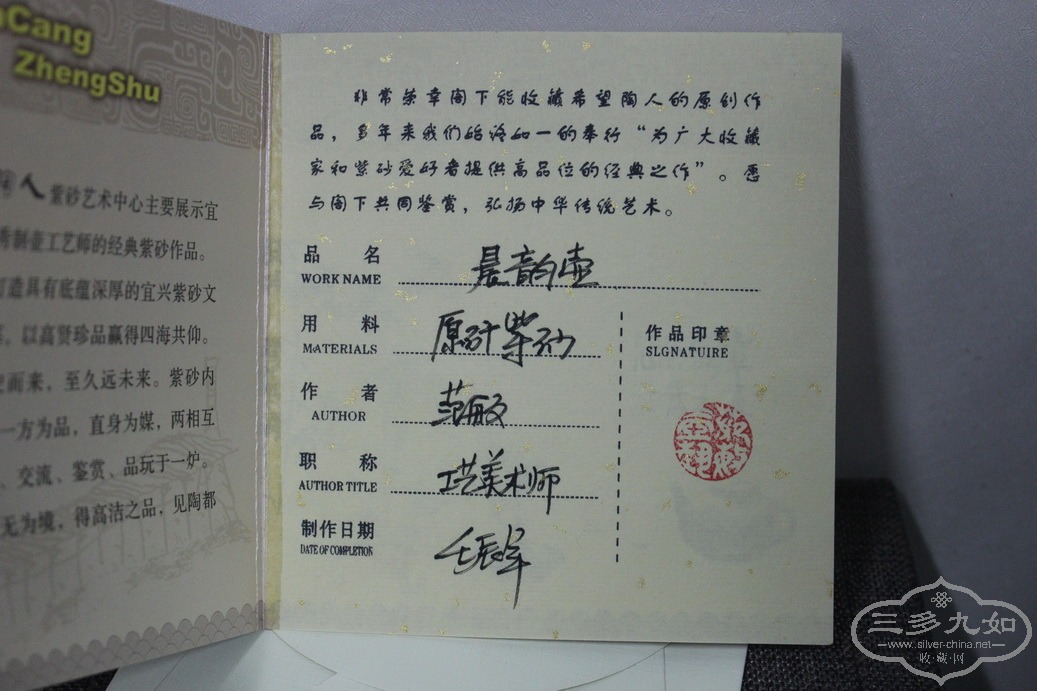 Cang
ZhengShu
人紫砂艺术中心主要展示宜
秀制壶工艺师的经典紫砂作品。
打造具有底蕴深厚的宜兴紫砂文
，以高贤珍品赢得四海共仰。
而来，至久远未来。紫砂内
一方为品，直身为媒，两相互
、交流、鉴赏、品玩于一炉。
无为境，得高洁之品，见陶都
非常荣幸阁下能收藏希望陶人的原创作
品，多年来我们始终如一的奉行“为广大收藏
家和紫砂爱好者提供高品位的经典之作”。愿
与阁下共同鉴赏，弘扬中华传统艺术。
品名 晨韵壶
WORK NAME
用料 原矿紫砂
MATERIALS
作者 范敏
AUTHOR
职称 工艺美术师
AUTHOR TITLE
制作日期 壬辰年
DATE OF COMPLETION
作品印章
SLGNATUIRE
三多九如
www.silver-china.net
收·藏·网